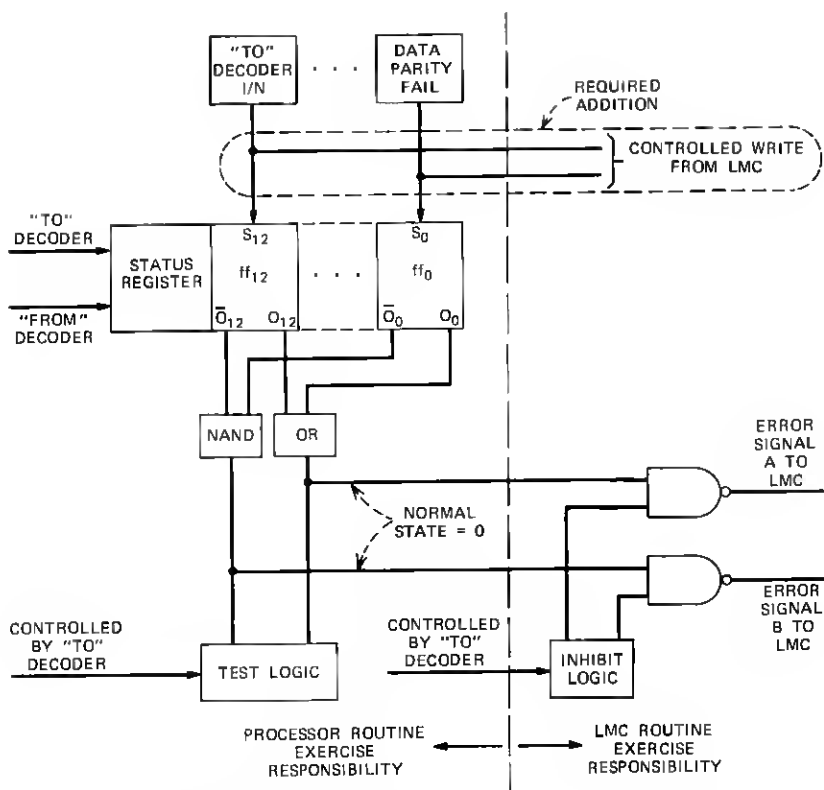 "TO"
DECODER
I/N
. . .
DATA
PARITY
FAIL
REQUIRED
ADDITION
CONTROLLED WRITE
FROM LMC
"TO"
DECODER
"FROM"
DECODER
STATUS
REGISTER
S12
ff12
O̅12 O12
. . .
S0
ff0
O̅0 O0
NAND
OR
NORMAL
STATE = 0
ERROR
SIGNAL
A TO
LMC
ERROR
SIGNAL
B TO
LMC
CONTROLLED
BY "TO"
DECODER
TEST LOGIC
CONTROLLED
BY "TO"
DECODER
INHIBIT
LOGIC
PROCESSOR ROUTINE
EXERCISE
RESPONSIBILITY
LMC ROUTINE
EXERCISE
RESPONSIBILITY